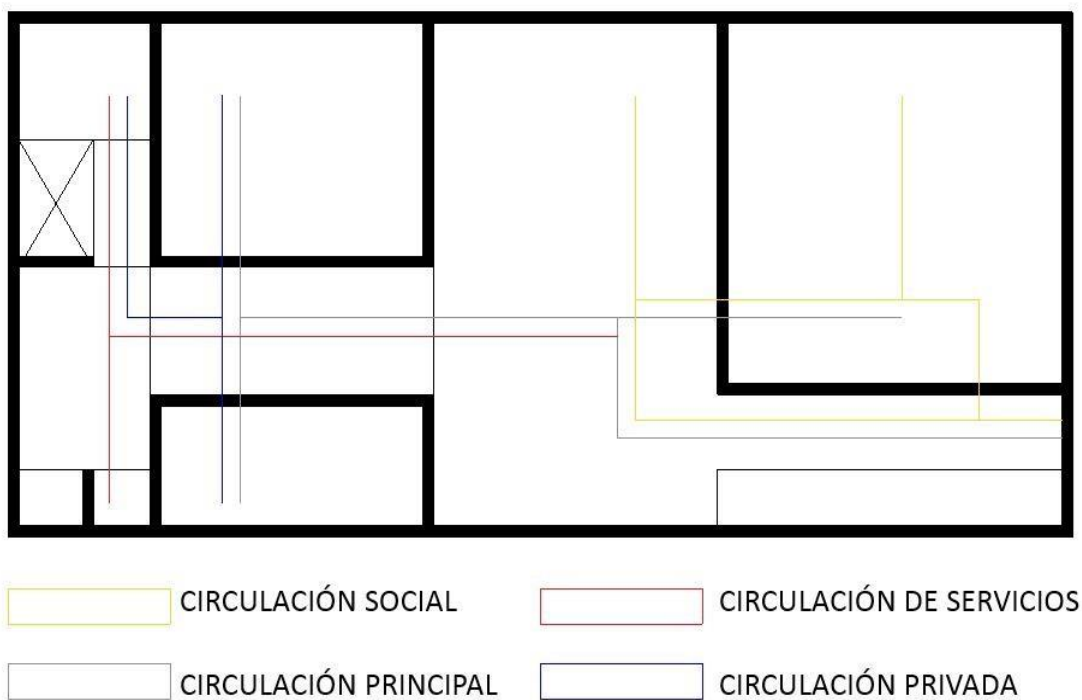 CIRCULACIÓN SOCIAL
CIRCULACIÓN DE SERVICIOS
CIRCULACIÓN PRINCIPAL
CIRCULACIÓN PRIVADA